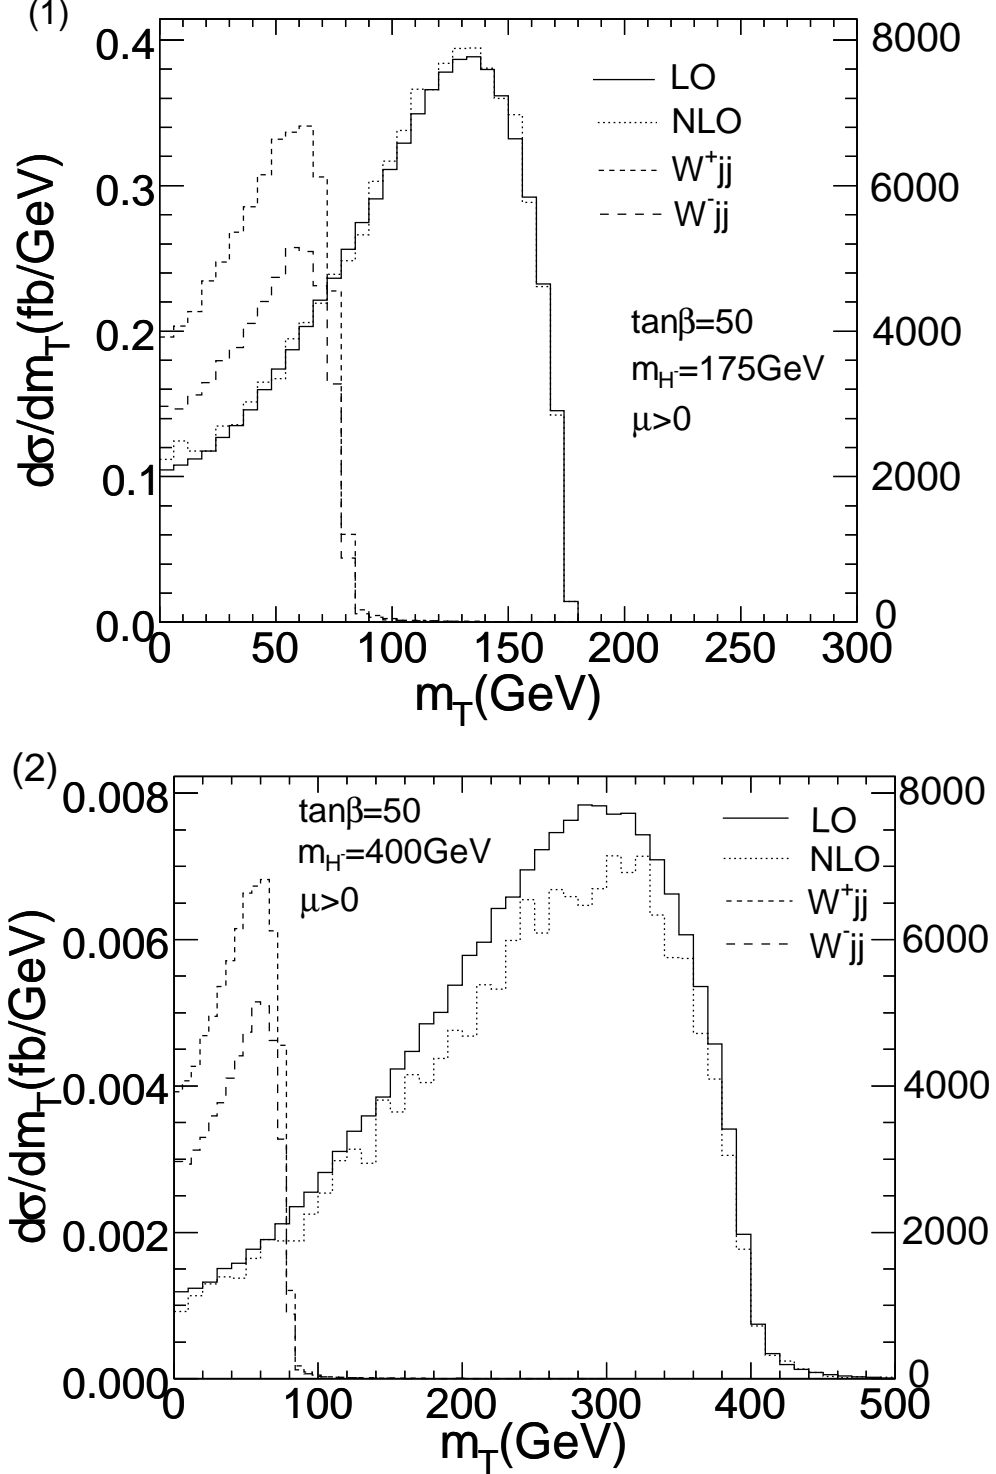 (1)
0.4
0.3
0.2
0.1
0.0
8000
6000
4000
2000
0
LO
NLO
W⁺jj
W⁻jj
tanβ=50
m_H⁻=175GeV
μ>0
dσ/dm_T(fb/GeV)
0 50 100 150 200 250 300
m_T(GeV)
(2)
0.008
0.006
0.004
0.002
0.000
8000
6000
4000
2000
0
tanβ=50
m_H⁻=400GeV
μ>0
LO
NLO
W⁺jj
W⁻jj
dσ/dm_T(fb/GeV)
0 100 200 300 400 500
m_T(GeV)